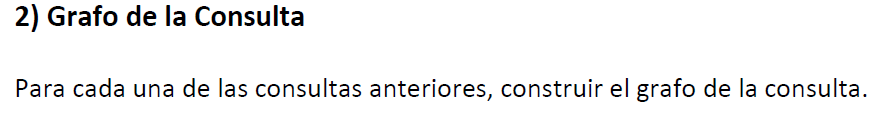 2) Grafo de la Consulta
Para cada una de las consultas anteriores, construir el grafo de la consulta.